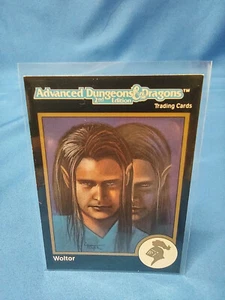 Advanced Dungeons & Dragons™
2nd Edition
Trading Cards
Woltor